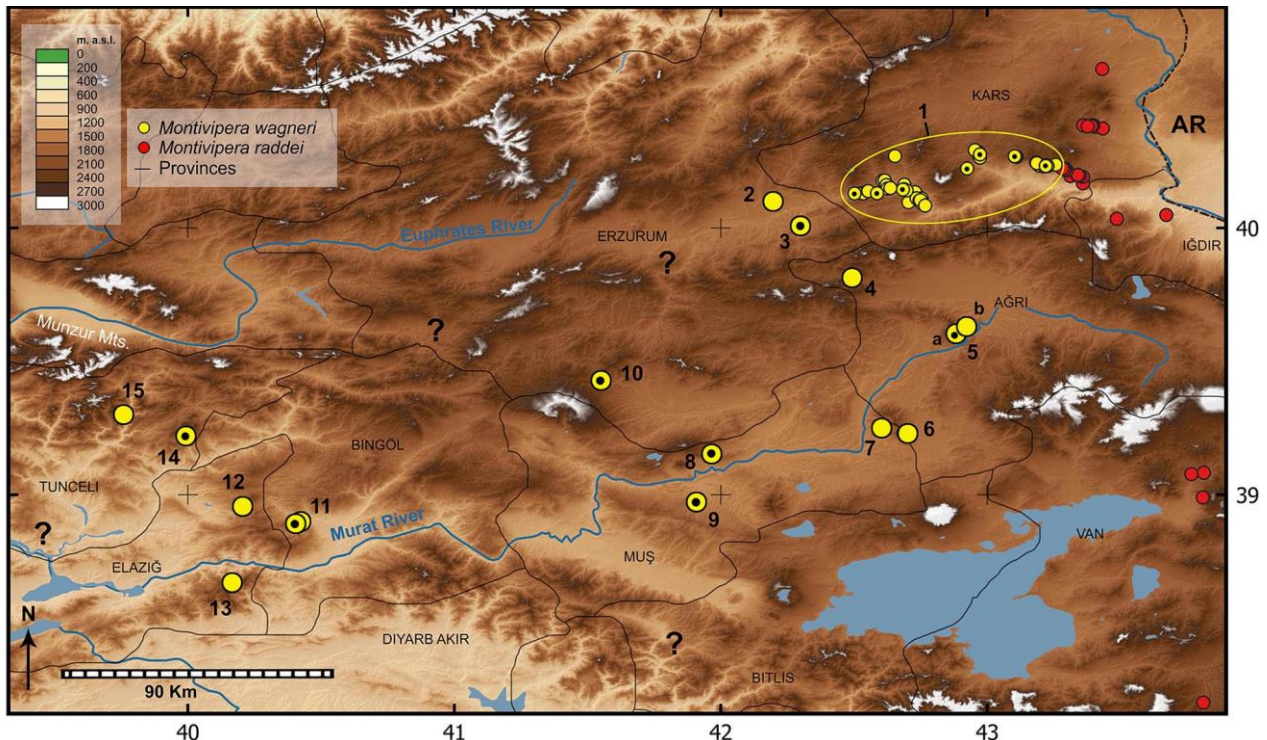 m. a.s.l.
0
200
400
600
900
1200
1500
1800
2100
2400
2700
3000
Montivipera wagneri
Montivipera raddei
Provinces
KARS
AR
1
2
3
ERZURUM
Euphrates River
?
4
IĞDIR
40
AĞRI
b
a
5
Munzur Mts.
?
10
15
14
BINGÖL
7
6
8
TUNCELI
12
11
9
39
?
Murat River
MUŞ
VAN
ELAZIĞ
13
N
DIYARB AKIR
?
BITLIS
90 Km
40
41
42
43